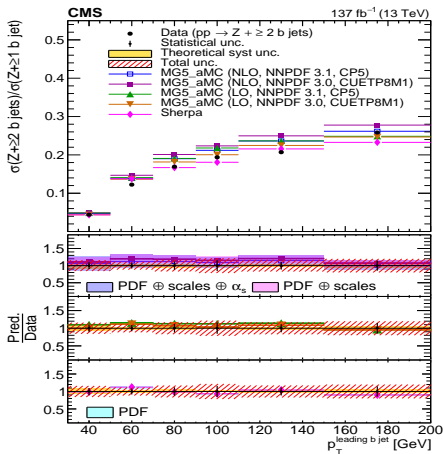 CMS 137 fb⁻¹ (13 TeV)
Data (pp → Z + ≥ 2 b jets)
Statistical unc.
Theoretical syst unc.
Total unc.
MG5_aMC (NLO, NNPDF 3.1, CP5)
MG5_aMC (NLO, NNPDF 3.0, CUETP8M1)
MG5_aMC (LO, NNPDF 3.1, CP5)
MG5_aMC (LO, NNPDF 3.0, CUETP8M1)
Sherpa
σ(Z+≥2 b jets)/σ(Z+≥1 b jet)
0.5
0.4
0.3
0.2
0.1
1.5
1
0.5
PDF ⊕ scales ⊕ αₛ PDF ⊕ scales
Pred.
Data
1.5
1
0.5
1.5
1
0.5
PDF
40 60 80 100 120 140 160 180 200
p_T^{leading b jet} [GeV]